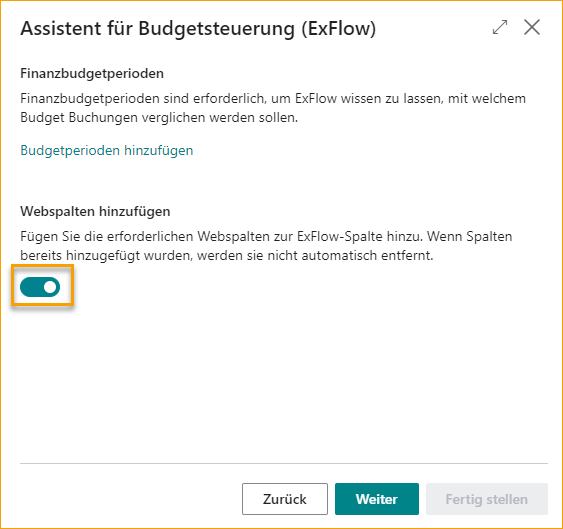 Assistent für Budgetsteuerung (ExFlow)
Finanzbudgetperioden
Finanzbudgetperioden sind erforderlich, um ExFlow wissen zu lassen, mit welchem
Budget Buchungen verglichen werden sollen.
Budgetperioden hinzufügen
Webspalten hinzufügen
Fügen Sie die erforderlichen Webspalten zur ExFlow-Spalte hinzu. Wenn Spalten
bereits hinzugefügt wurden, werden sie nicht automatisch entfernt.
Zurück Weiter Fertig stellen